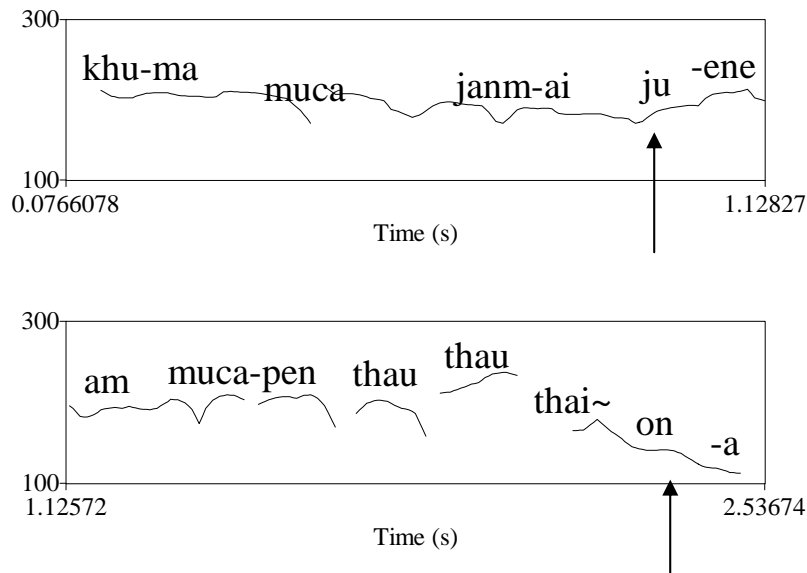 300
khu-ma muca janm-ai ju -ene
100
0.0766078 1.12827
Time (s)
300
am muca-pen thau thau thai~ on -a
100
1.12572 2.53674
Time (s)